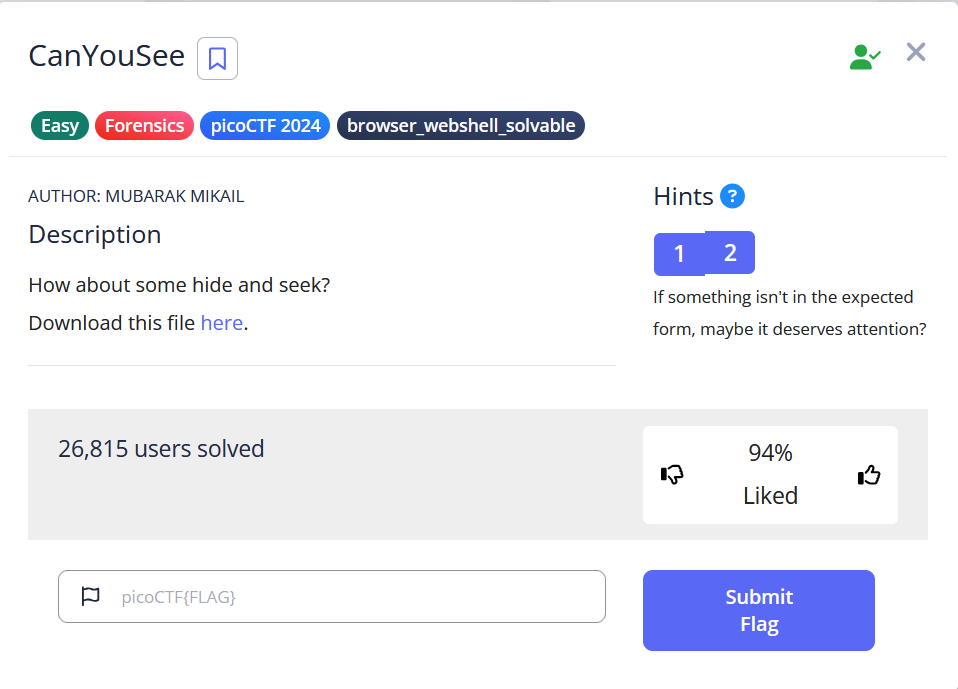 CanYouSee
Easy Forensics picoCTF 2024 browser_webshell_solvable
AUTHOR: MUBARAK MIKAIL
Description
How about some hide and seek?
Download this file here.
Hints ?
1 2
If something isn't in the expected
form, maybe it deserves attention?
26,815 users solved
94%
Liked
picoCTF{FLAG}
Submit
Flag